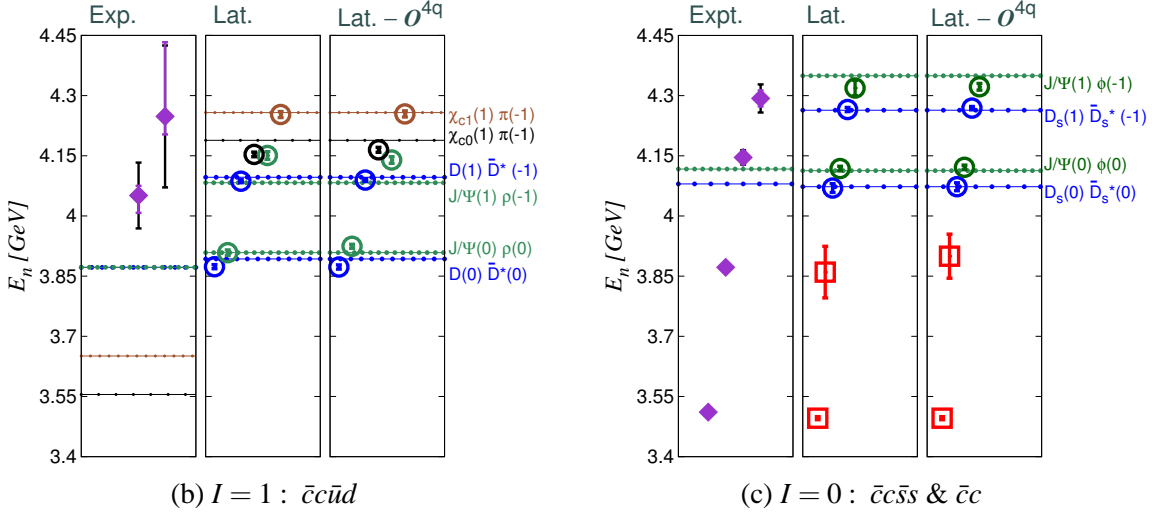 Exp. Lat. Lat. – O^4q
4.45
4.3
4.15
4
3.85
3.7
3.55
3.4
E_n [GeV]
χ_c1(1) π(-1)
χ_c0(1) π(-1)
D(1) D̄* (-1)
J/Ψ(1) ρ(-1)
J/Ψ(0) ρ(0)
D(0) D̄*(0)
(b) I = 1 : c̄cūd
Expt. Lat. Lat. – O^4q
4.45
4.3
4.15
4
3.85
3.7
3.55
3.4
E_n [GeV]
J/Ψ(1) ϕ(-1)
D_s(1) D̄_s* (-1)
J/Ψ(0) ϕ(0)
D_s(0) D̄_s*(0)
(c) I = 0 : c̄cs̄s & c̄c